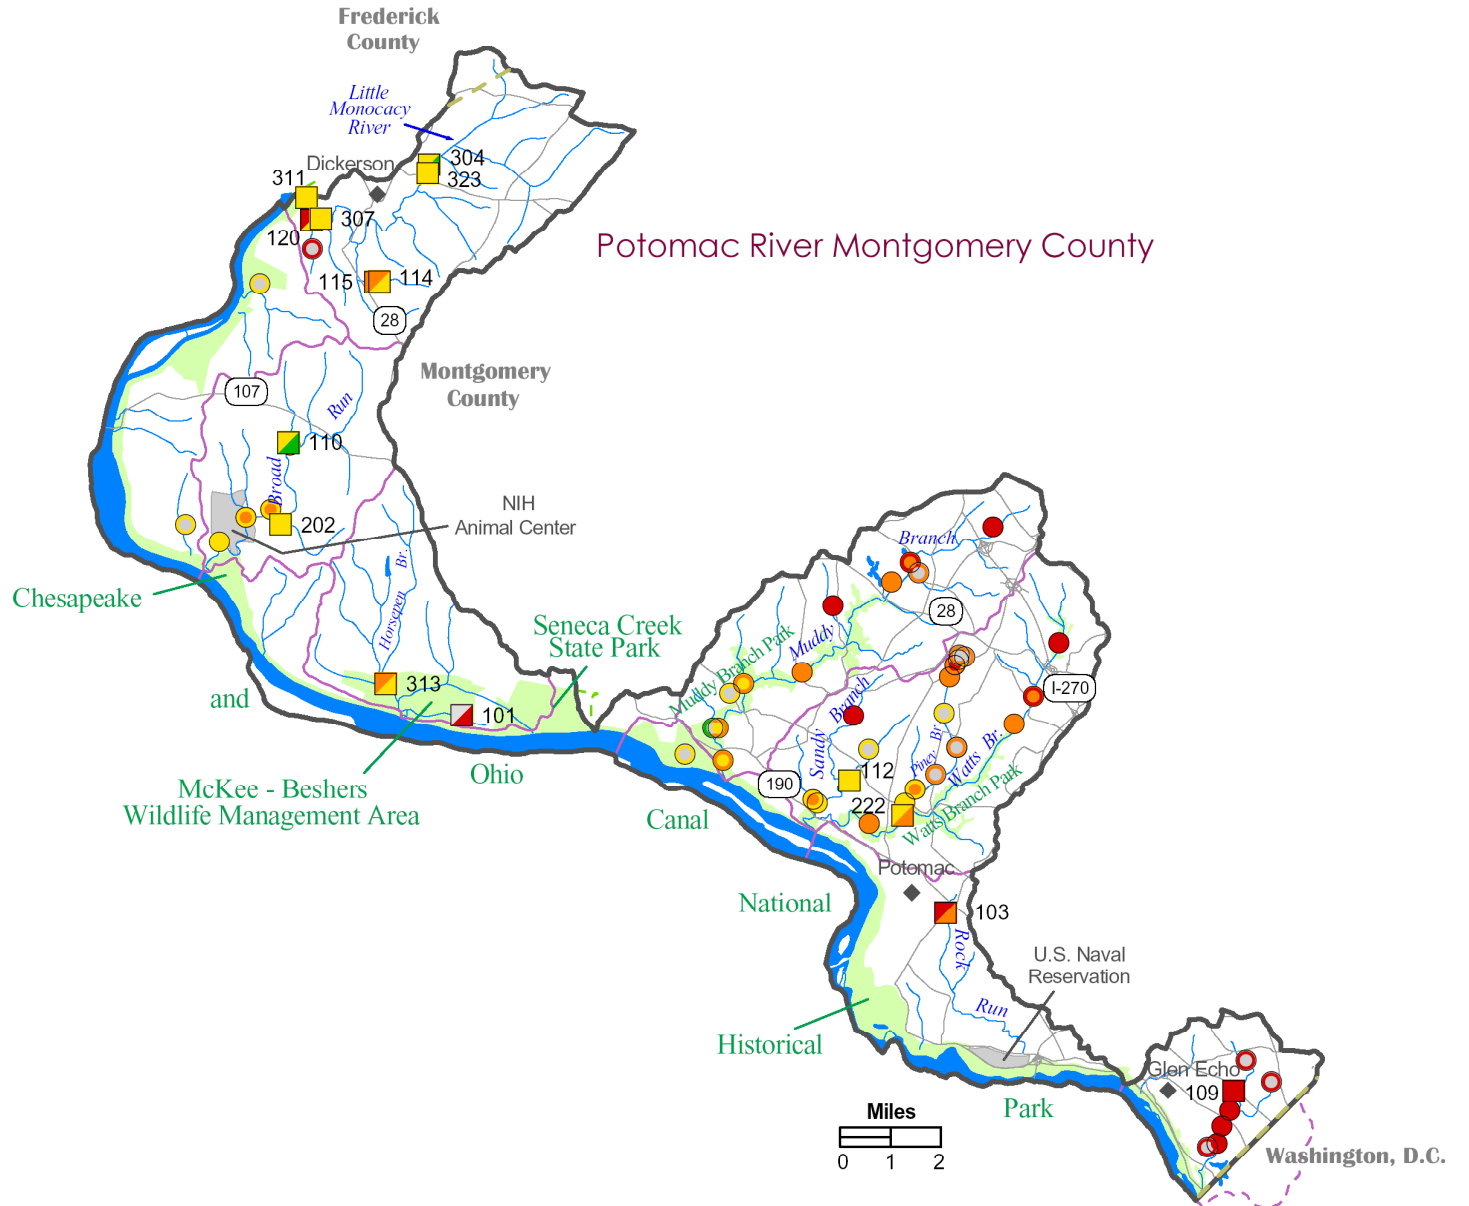 Frederick
County
Little
Monocacy
River
Dickerson
304
323
311
307
120
115
114
28
Potomac River Montgomery County
Montgomery
County
107
Run
110
Broad
202
NIH
Animal Center
Horsepen Br.
Chesapeake
Seneca Creek
State Park
and
313
101
McKee - Beshers
Wildlife Management Area
Ohio
Branch
28
Muddy
Muddy Branch Park
I-270
Sandy Branch
Piney Br.
Watts Br.
112
190
222
Watts Branch Park
Canal
Potomac
National
103
Rock
Run
U.S. Naval
Reservation
Historical
Glen Echo
109
Park
Miles
0 1 2
Washington, D.C.